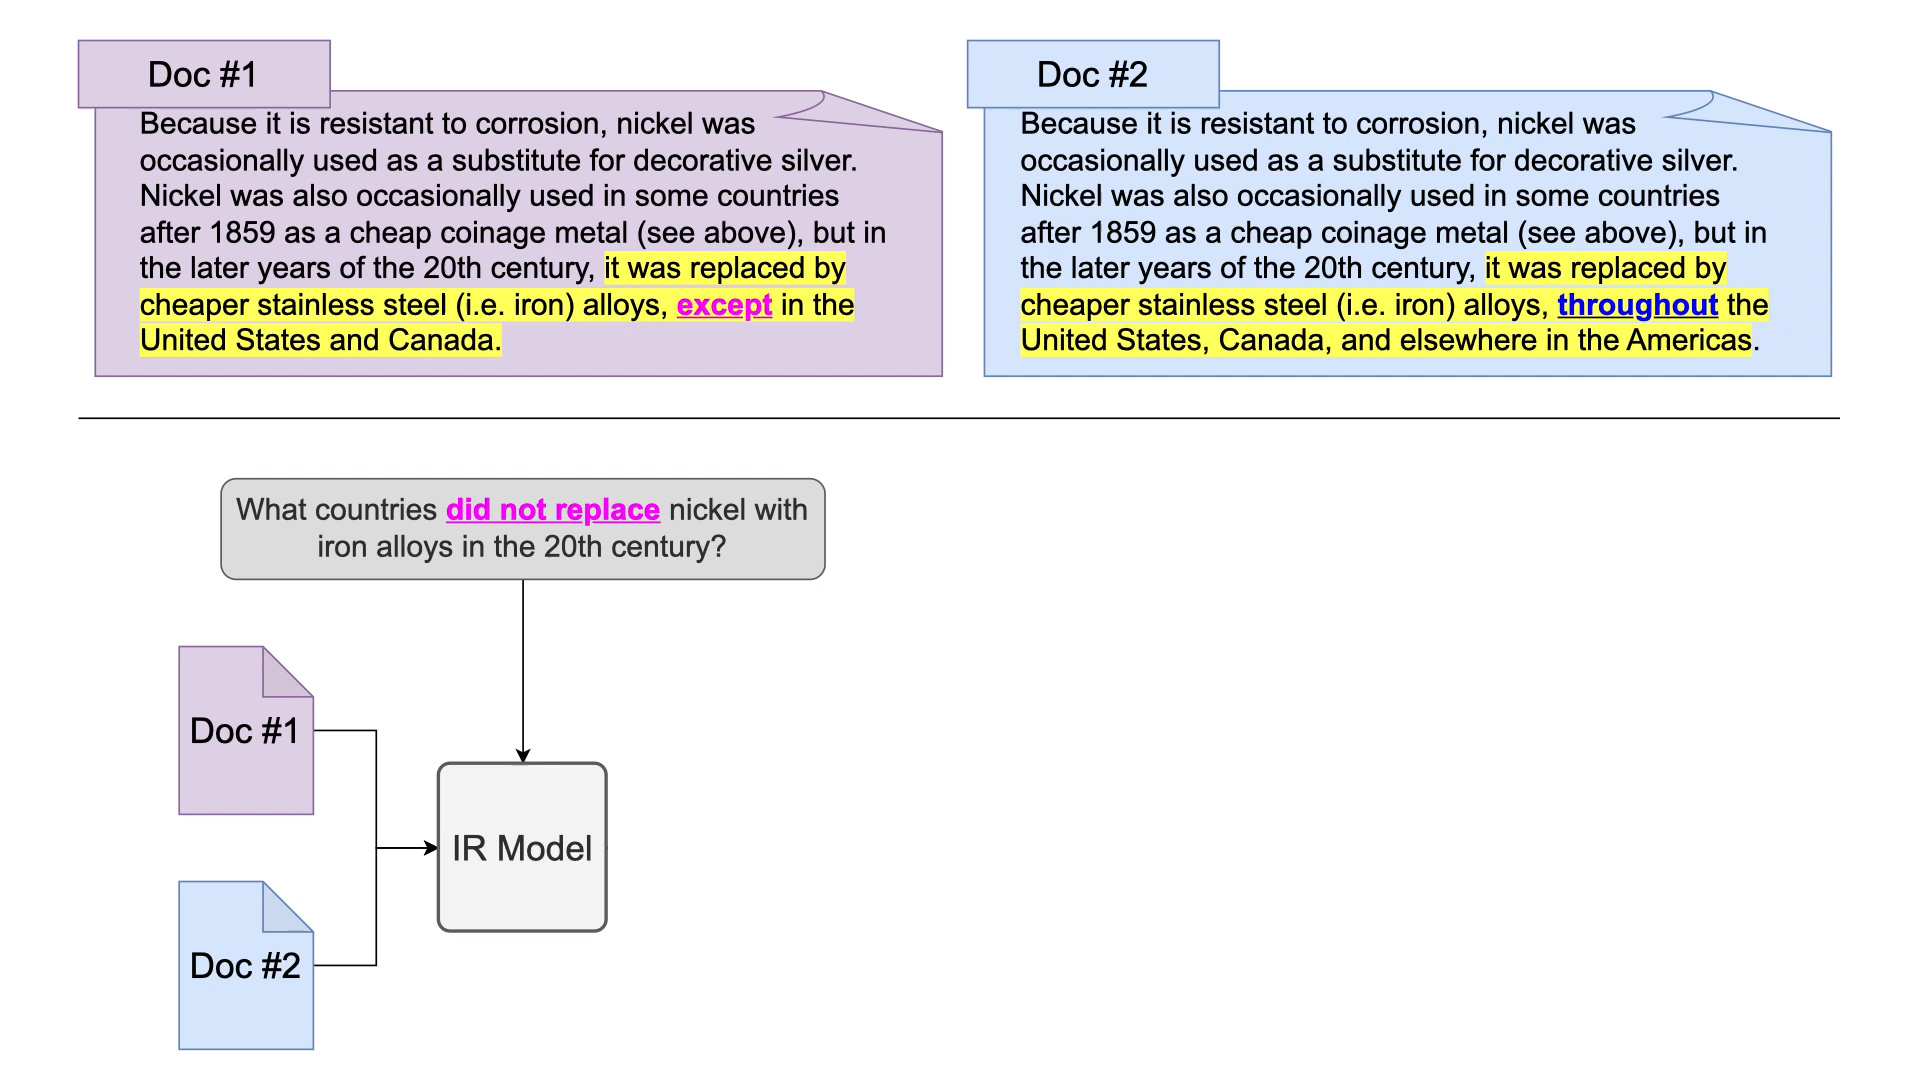 Doc #1
Because it is resistant to corrosion, nickel was
occasionally used as a substitute for decorative silver.
Nickel was also occasionally used in some countries
after 1859 as a cheap coinage metal (see above), but in
the later years of the 20th century, it was replaced by
cheaper stainless steel (i.e. iron) alloys, except in the
United States and Canada.
Doc #2
Because it is resistant to corrosion, nickel was
occasionally used as a substitute for decorative silver.
Nickel was also occasionally used in some countries
after 1859 as a cheap coinage metal (see above), but in
the later years of the 20th century, it was replaced by
cheaper stainless steel (i.e. iron) alloys, throughout the
United States, Canada, and elsewhere in the Americas.
What countries did not replace nickel with
iron alloys in the 20th century?
Doc #1
IR Model
Doc #2